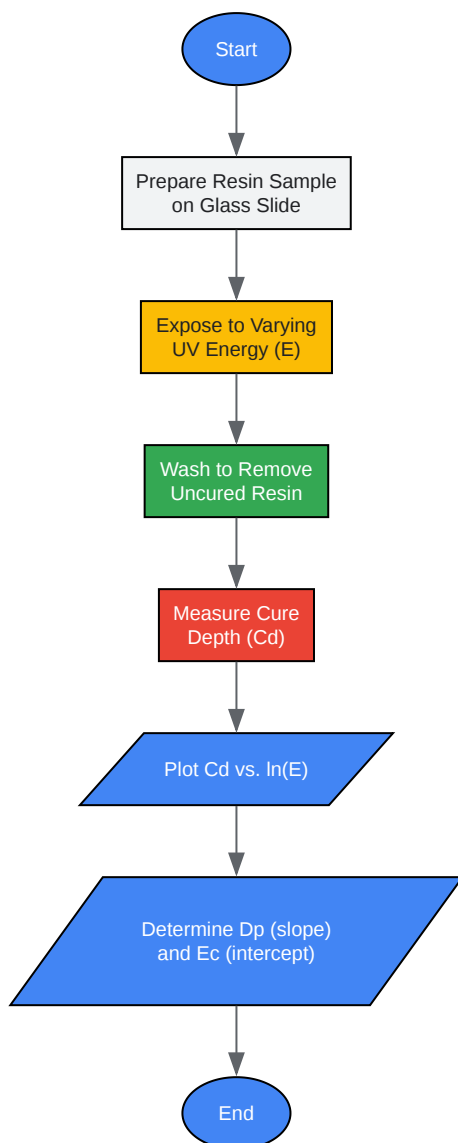 Start
Prepare Resin Sample
on Glass Slide
Expose to Varying
UV Energy (E)
Wash to Remove
Uncured Resin
Measure Cure
Depth (Cd)
Plot Cd vs. ln(E)
Determine Dp (slope)
and Ec (intercept)
End